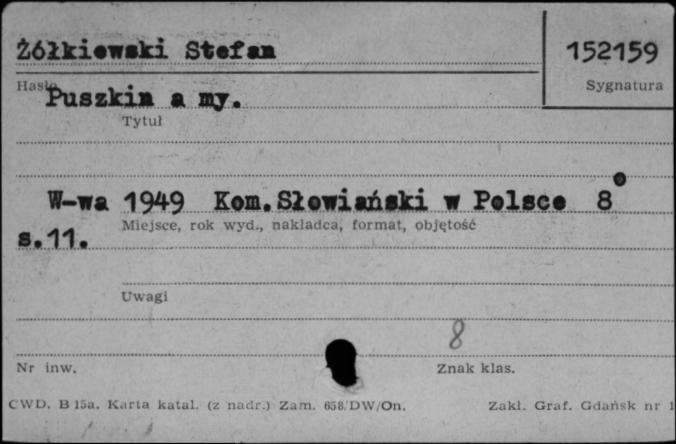 Żółkiewski Stefan 152159
Hasło Sygnatura
Puszkin a my.
Tytuł
W-wa 1949 Kom.Słowiański w Polsce 8°
s.11. Miejsce, rok wyd., nakładca, format, objętość
Uwagi
8
Nr inw. Znak klas.
CWD. B 15a. Karta katal. (z nadr.) Zam. 658/DW/On. Zakl. Graf. Gdańsk nr 1